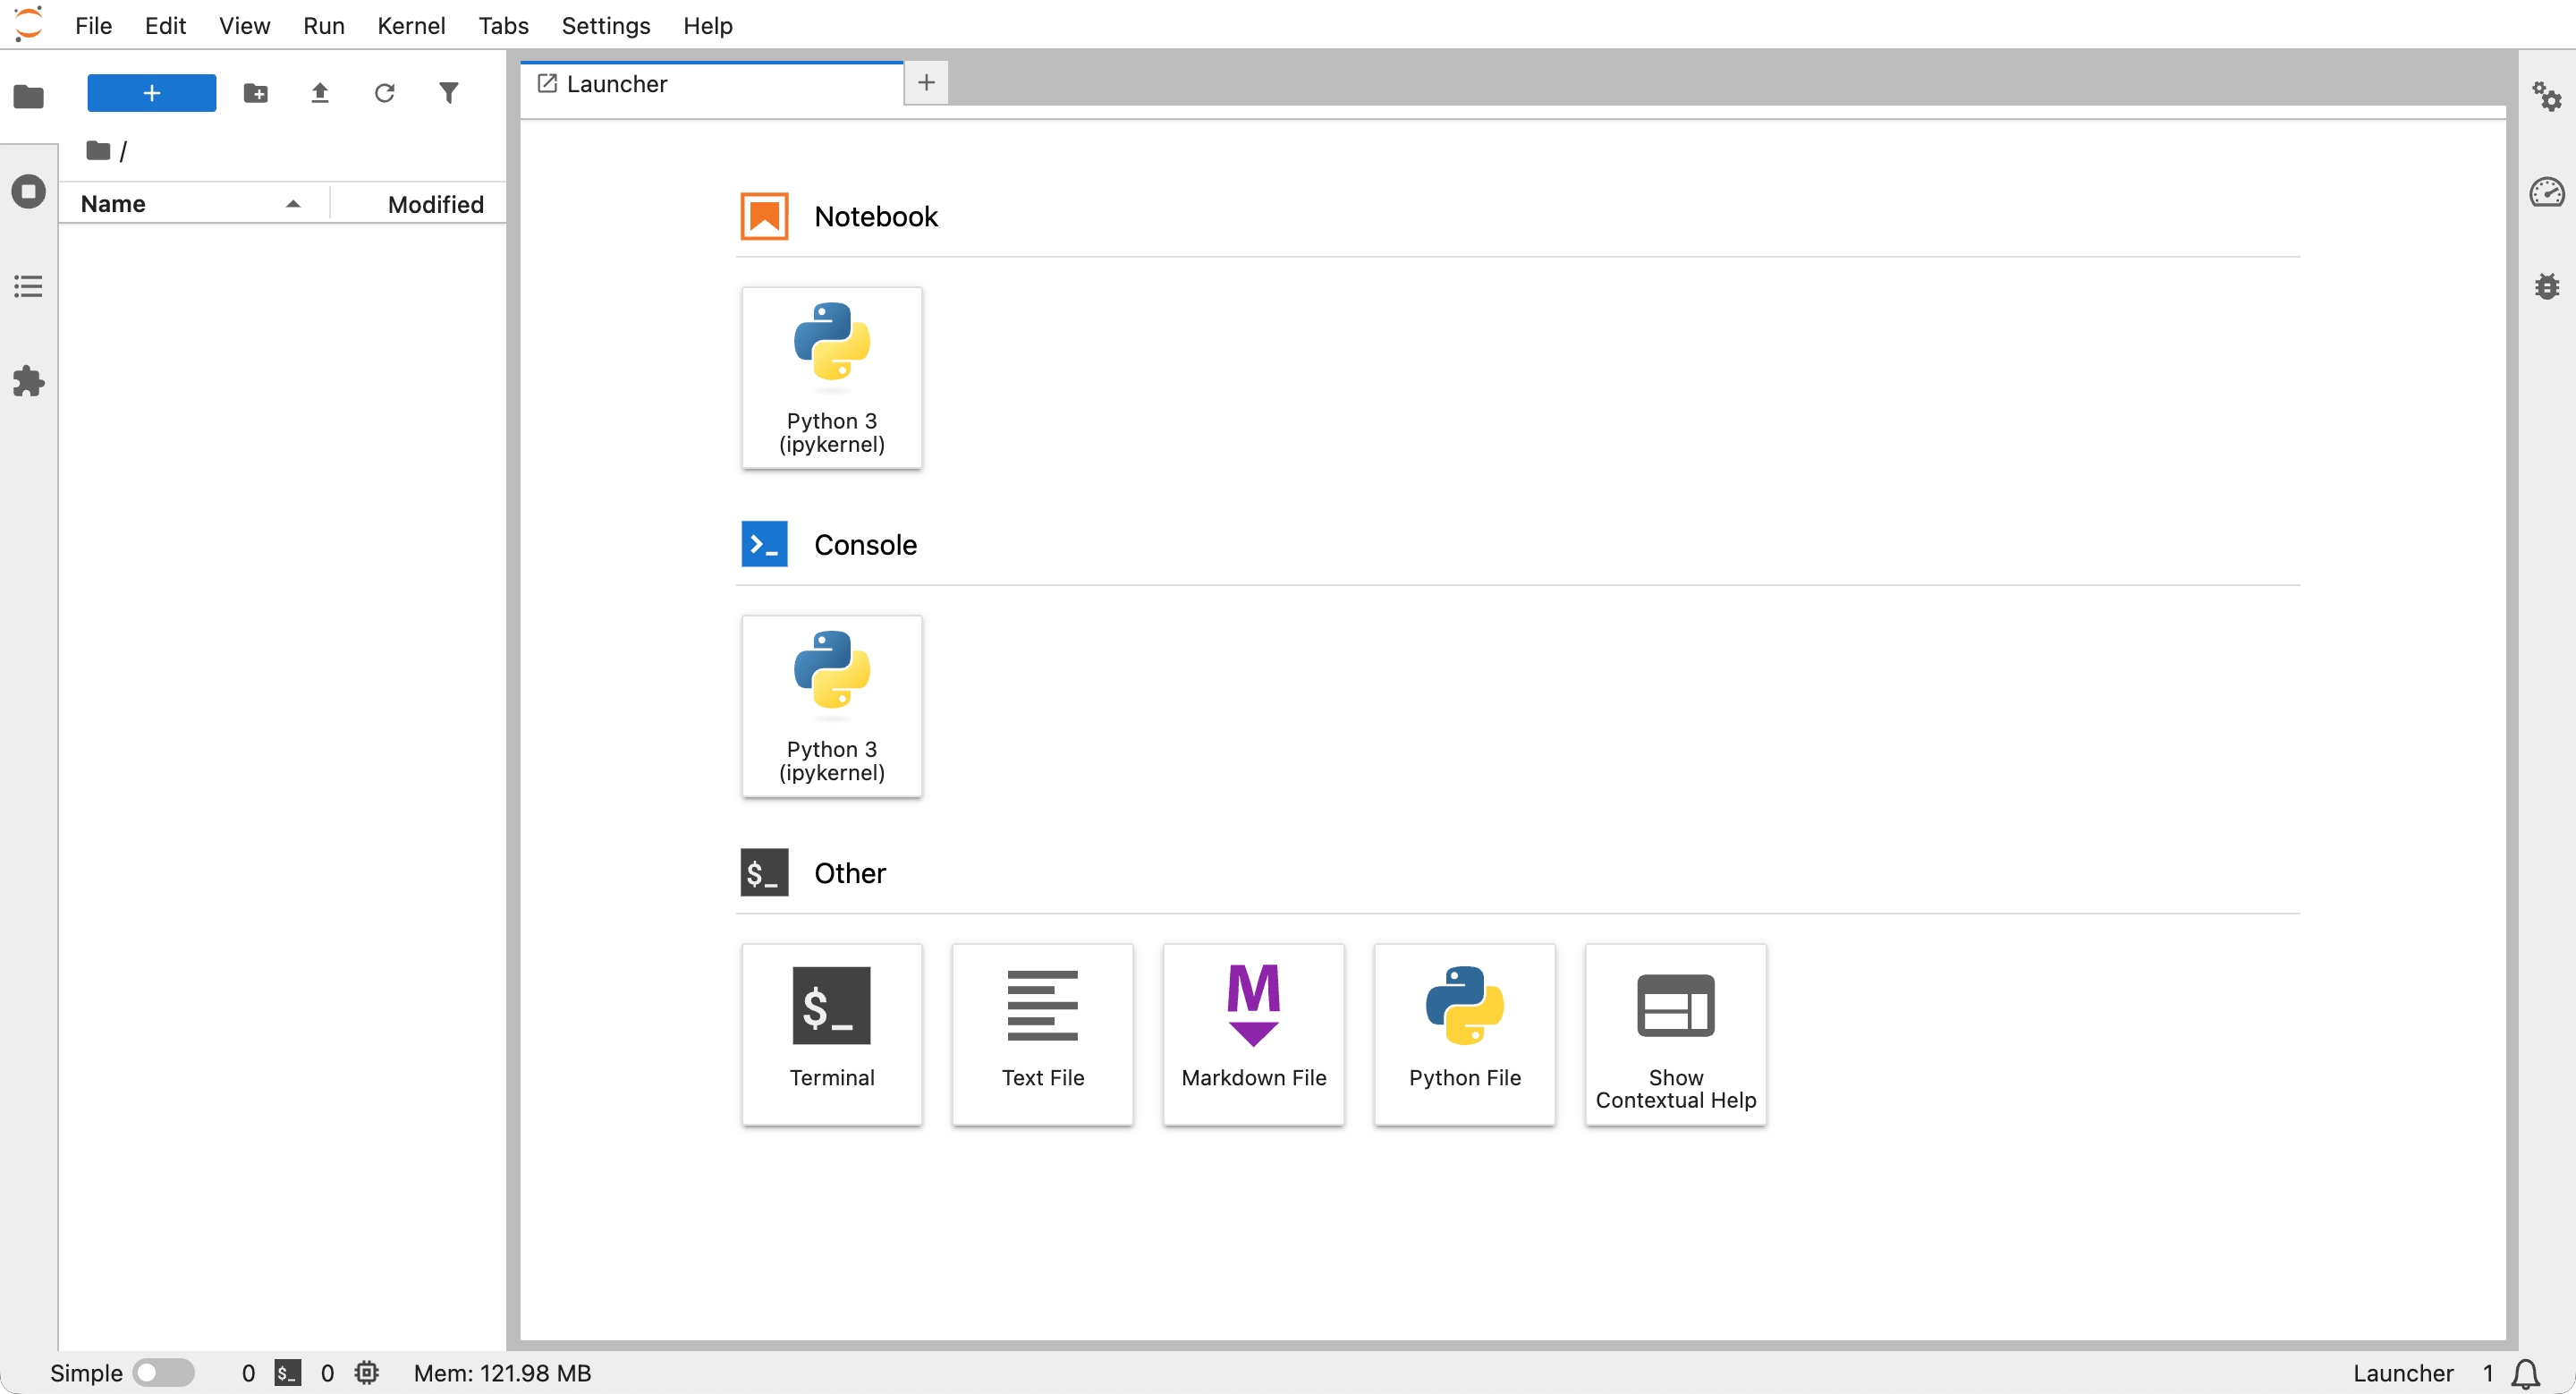 File Edit View Run Kernel Tabs Settings Help
Launcher
/
Name Modified
Notebook
Python 3
(ipykernel)
Console
Python 3
(ipykernel)
$_ Other
$_
Terminal
Text File
M
Markdown File
Python File
Show
Contextual Help
Simple 0 $_ 0 Mem: 121.98 MB Launcher 1